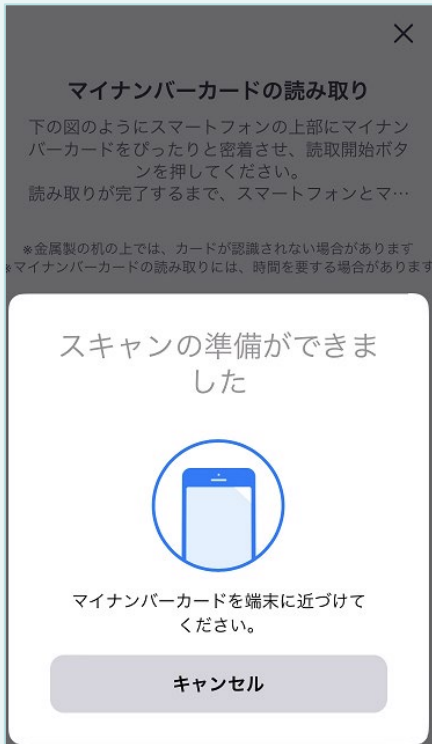 マイナンバーカードの読み取り
下の図のようにスマートフォンの上部にマイナン
バーカードをぴったりと密着させ、読取開始ボタ
ンを押してください。
読み取りが完了するまで、スマートフォンとマ…
※金属製の机の上では、カードが認識されない場合があります
※マイナンバーカードの読み取りには、時間を要する場合があります
スキャンの準備ができま
した
マイナンバーカードを端末に近づけて
ください。
キャンセル